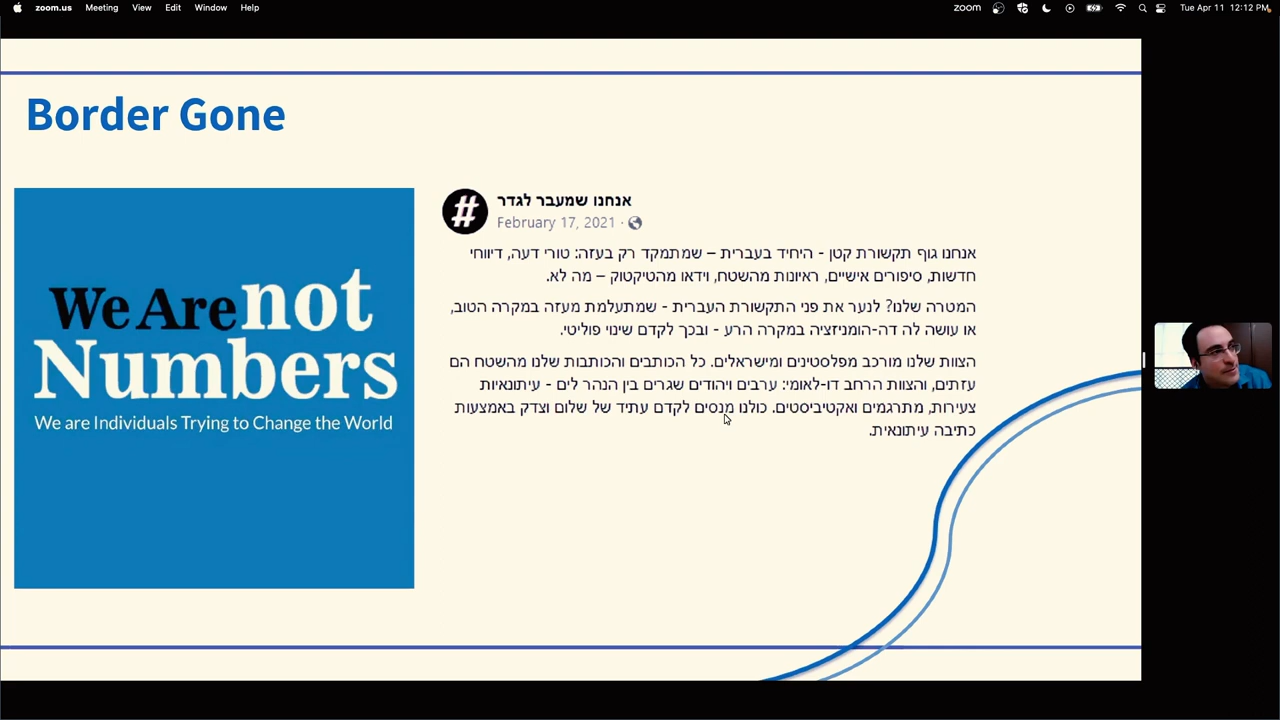 zoom.us Meeting View Edit Window Help
zoom
Tue Apr 11 12:12 PM
Border Gone
We Are not
Numbers
We are Individuals Trying to Change the World
#
אנחנו שמעבר לגדר
February 17, 2021 ·
אנחנו גוף תקשורת קטן - היחיד בעברית – שמתמקד רק בעזה: טורי דעה, דיווחי
חדשות, סיפורים אישיים, ראיונות מהשטח, וידאו מהטיקטוק – מה לא.
המטרה שלנו? לנער את פני התקשורת העברית - שמתעלמת מעזה במקרה הטוב,
או עושה לה דה-הומניזציה במקרה הרע - ובכך לקדם שינוי פוליטי.
הצוות שלנו מורכב מפלסטינים ומישראלים. כל הכותבים והכותבות שלנו מהשטח הם
עזתים, והצוות הרחב דו-לאומי: ערבים ויהודים שגרים בין הנהר לים - עיתונאיות
צעירות, מתרגמים ואקטיביסטים. כולנו מנסים לקדם עתיד של שלום וצדק באמצעות
כתיבה עיתונאית.